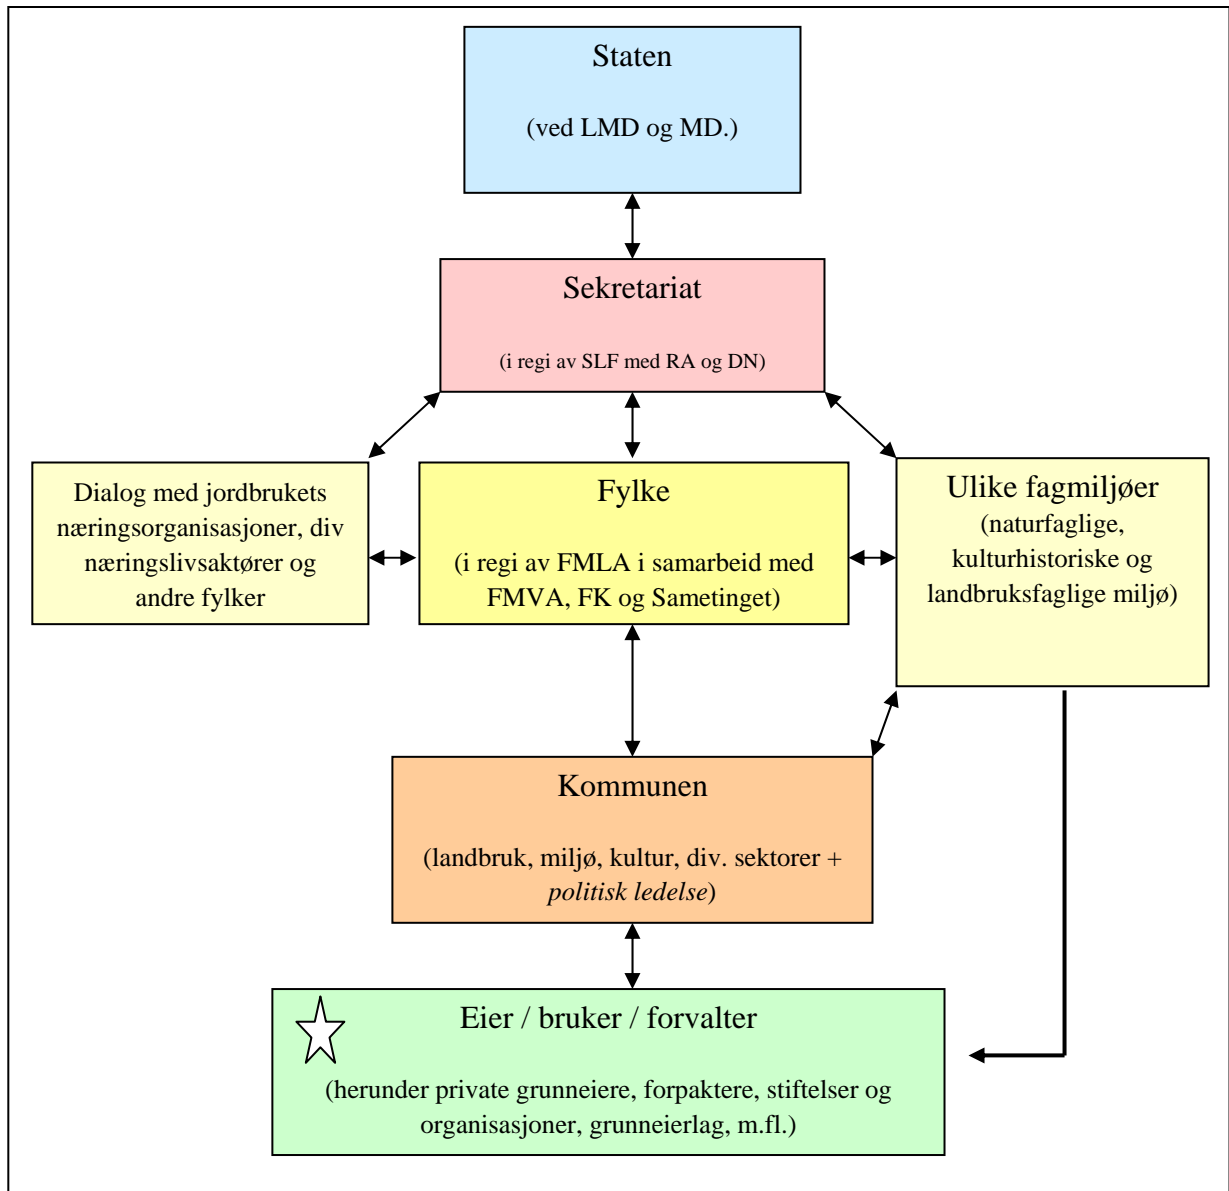 Staten
(ved LMD og MD.)
Sekretariat
(i regi av SLF med RA og DN)
Dialog med jordbrukets
næringsorganisasjoner, div
næringslivsaktører og
andre fylker
Fylke
(i regi av FMLA i samarbeid med
FMVA, FK og Sametinget)
Ulike fagmiljøer
(naturfaglige,
kulturhistoriske og
landbruksfaglige miljø)
Kommunen
(landbruk, miljø, kultur, div. sektorer +
politisk ledelse)
Eier / bruker / forvalter
(herunder private grunneiere, forpaktere, stiftelser og
organisasjoner, grunneierlag, m.fl.)